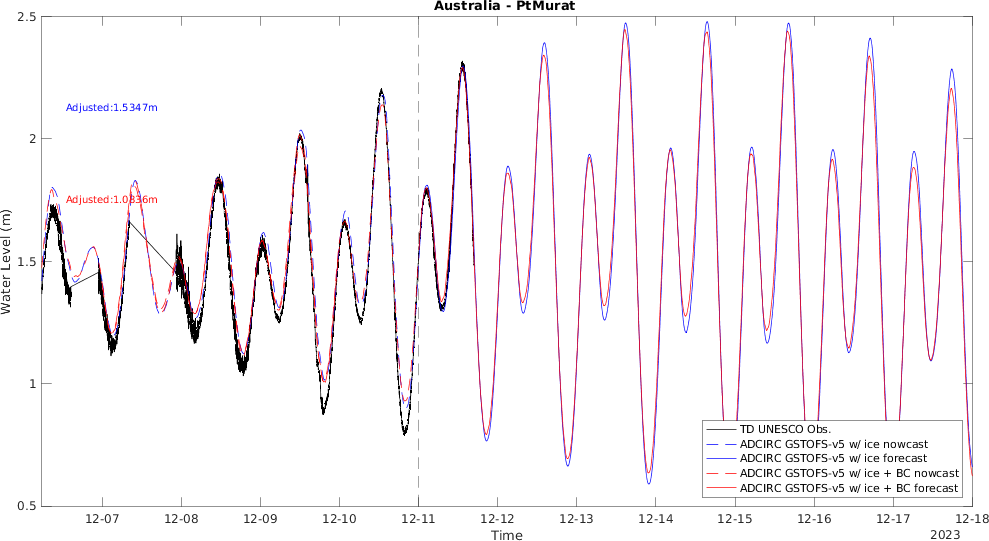 Australia - PtMurat
2.5
2
1.5
1
0.5
Water Level (m)
Adjusted:1.5347m
Adjusted:1.0836m
TD UNESCO Obs.
ADCIRC GSTOFS-v5 w/ ice nowcast
ADCIRC GSTOFS-v5 w/ ice forecast
ADCIRC GSTOFS-v5 w/ ice + BC nowcast
ADCIRC GSTOFS-v5 w/ ice + BC forecast
12-07 12-08 12-09 12-10 12-11 12-12 12-13 12-14 12-15 12-16 12-17 12-18
Time
2023